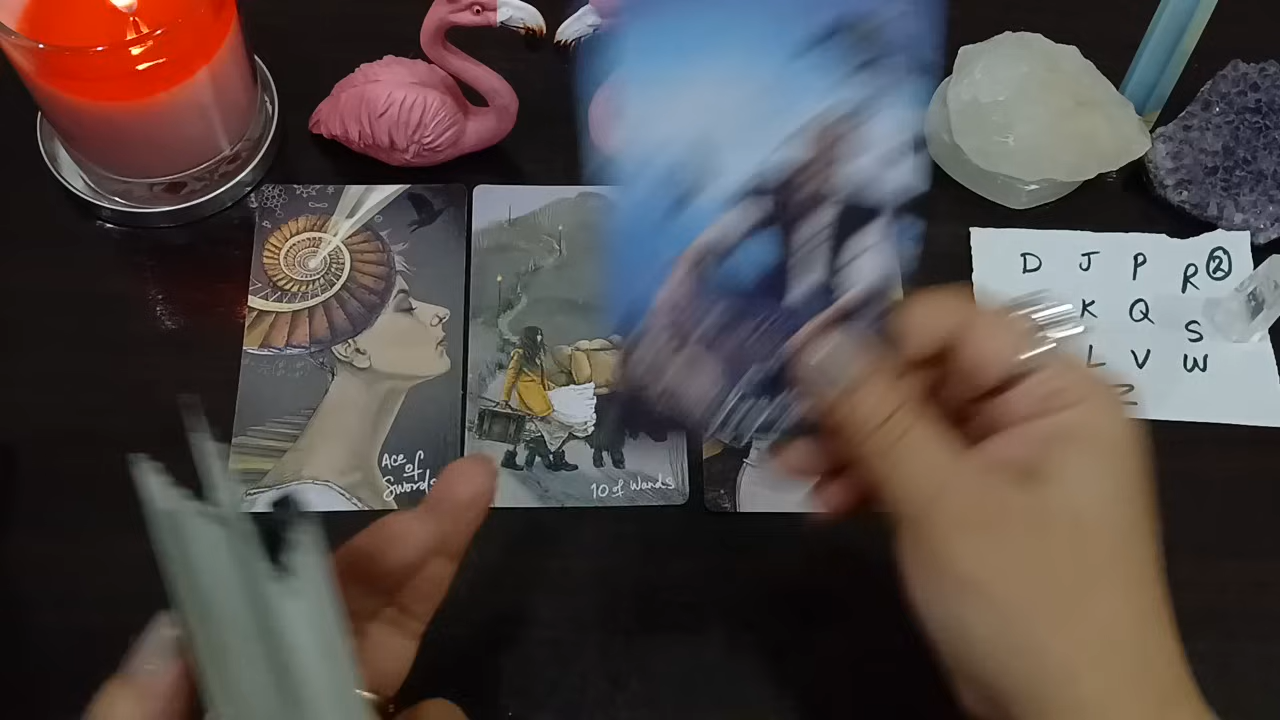 Ace
of
Swords
10 of Wands
D J P R ②
K Q S
L V W
Z